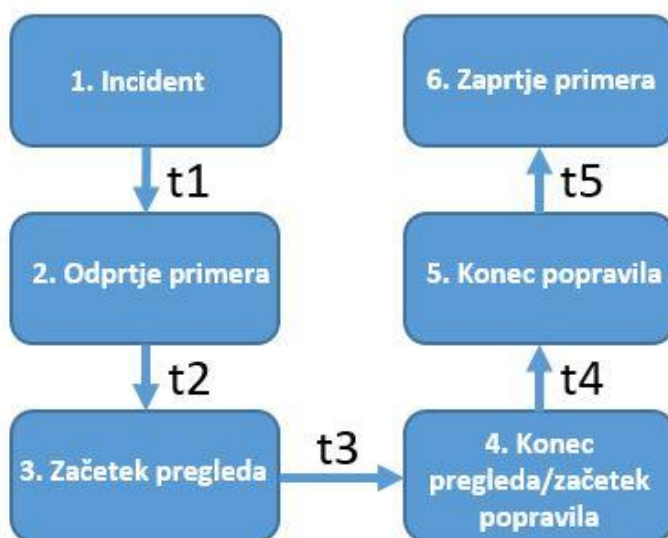 1. Incident
t1
2. Odprtje primera
t2
3. Začetek pregleda
t3
4. Konec
pregleda/začetek
popravila
t4
5. Konec popravila
t5
6. Zaprtje primera